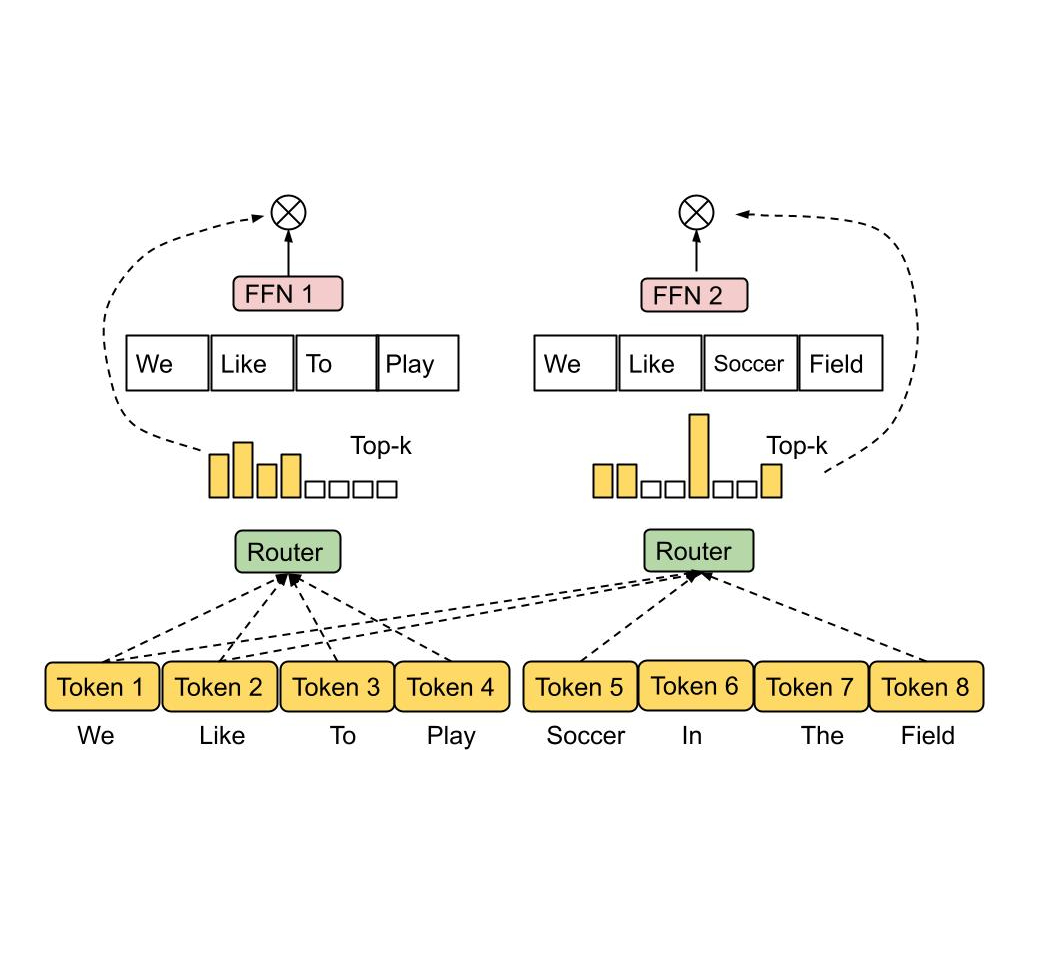 FFN 1
FFN 2
We Like To Play
We Like Soccer Field
Top-k
Top-k
Router
Router
Token 1 Token 2 Token 3 Token 4 Token 5 Token 6 Token 7 Token 8
We Like To Play Soccer In The Field